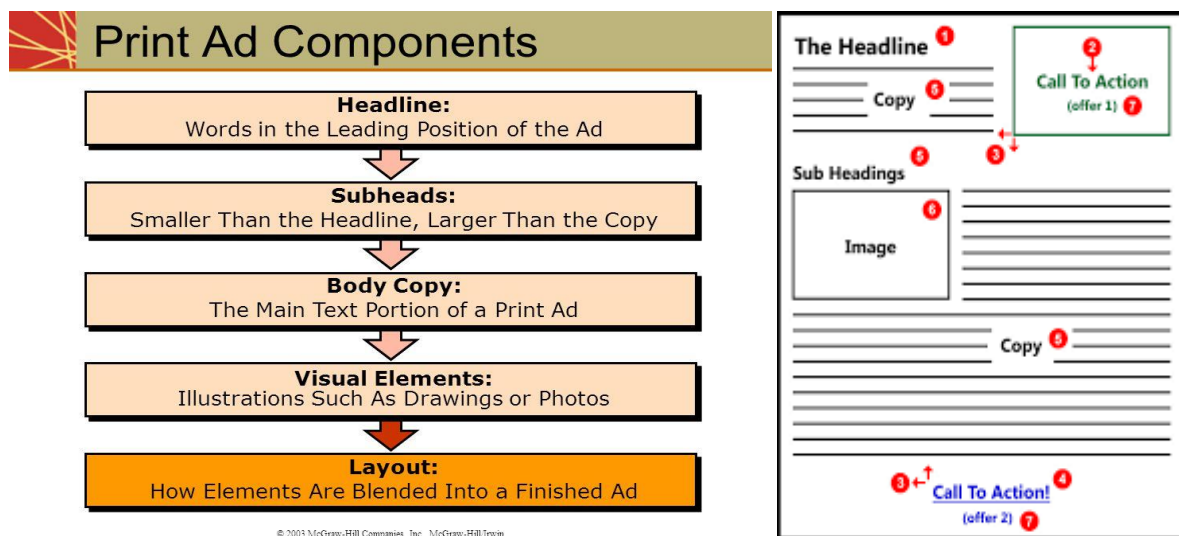 Print Ad Components
Headline:
Words in the Leading Position of the Ad
Subheads:
Smaller Than the Headline, Larger Than the Copy
Body Copy:
The Main Text Portion of a Print Ad
Visual Elements:
Illustrations Such As Drawings or Photos
Layout:
How Elements Are Blended Into a Finished Ad
© 2003 McGraw-Hill Companies, Inc., McGraw-Hill/Irwin
The Headline 1
2
Call To Action
(offer 1) 7
Copy 5
3
Sub Headings 5
6
Image
Copy 5
3
Call To Action! 4
(offer 2) 7